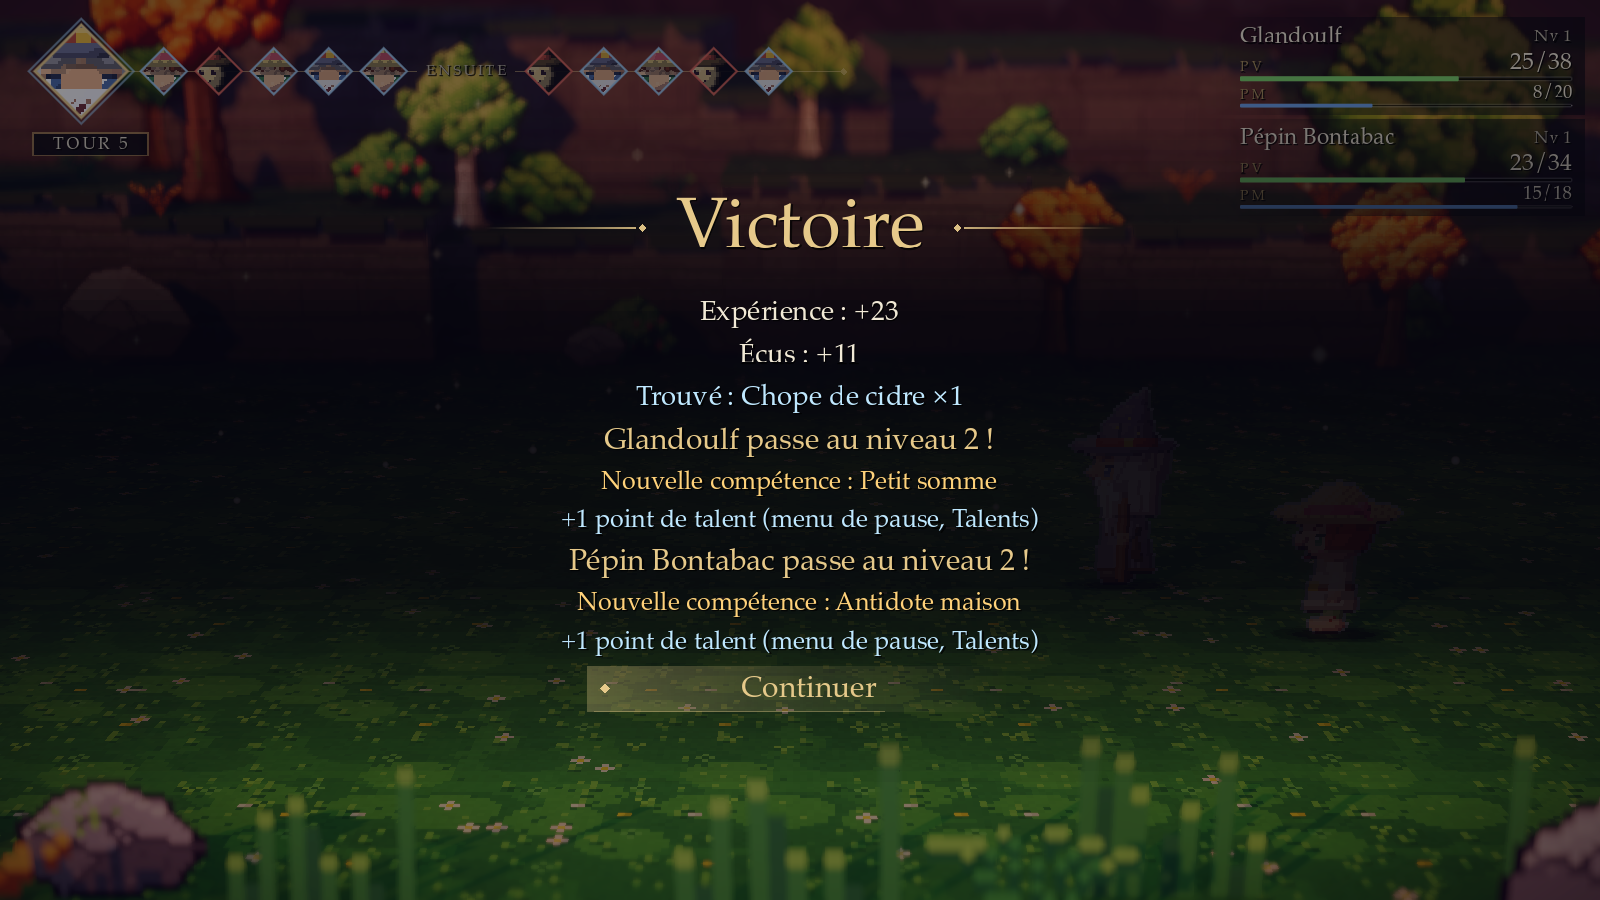 ENSUITE
TOUR 5
Glandoulf Nv 1
PV 25/38
PM 8/20
Pépin Bontabac Nv 1
PV 23/34
PM 15/18
Victoire
Expérience : +23
Écus : +11
Trouvé : Chope de cidre ×1
Glandoulf passe au niveau 2 !
Nouvelle compétence : Petit somme
+1 point de talent (menu de pause, Talents)
Pépin Bontabac passe au niveau 2 !
Nouvelle compétence : Antidote maison
+1 point de talent (menu de pause, Talents)
Continuer